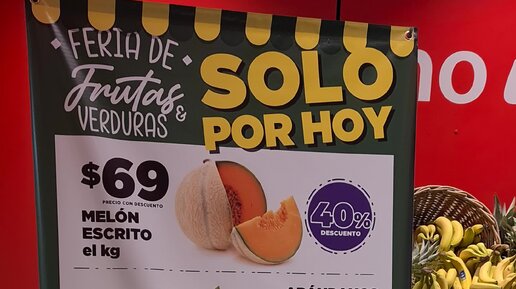 FERIA DE
Frutas &
VERDURAS
SOLO
POR HOY
$69
PRECIO CON DESCUENTO
MELÓN
ESCRITO
el kg
40%
DESCUENTO